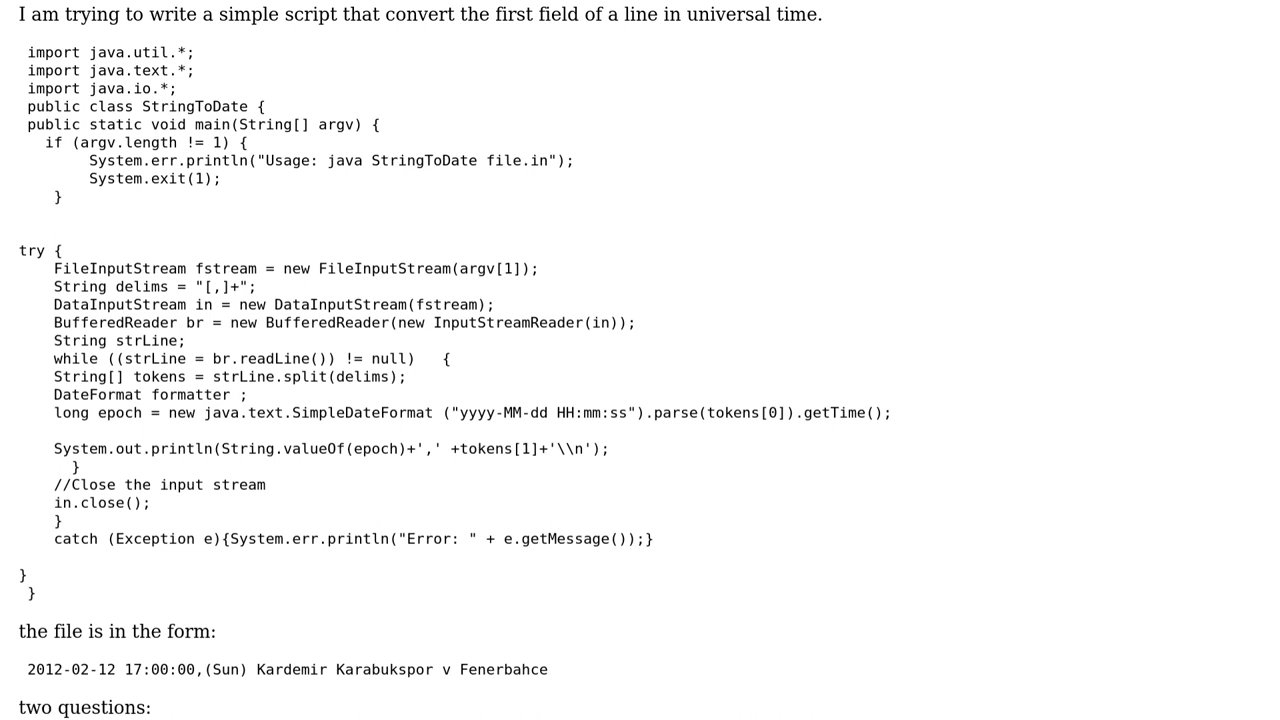 I am trying to write a simple script that convert the first field of a line in universal time.
import java.util.*;
import java.text.*;
import java.io.*;
public class StringToDate {
public static void main(String[] argv) {
if (argv.length != 1) {
System.err.println("Usage: java StringToDate file.in");
System.exit(1);
}
try {
FileInputStream fstream = new FileInputStream(argv[1]);
String delims = "[,]+";
DataInputStream in = new DataInputStream(fstream);
BufferedReader br = new BufferedReader(new InputStreamReader(in));
String strLine;
while ((strLine = br.readLine()) != null)   {
String[] tokens = strLine.split(delims);
DateFormat formatter ;
long epoch = new java.text.SimpleDateFormat ("yyyy-MM-dd HH:mm:ss").parse(tokens[0]).getTime();
System.out.println(String.valueOf(epoch)+',' +tokens[1]+'\\n');
}
//Close the input stream
in.close();
}
catch (Exception e){System.err.println("Error: " + e.getMessage());}
}
}
the file is in the form:
2012-02-12 17:00:00,(Sun) Kardemir Karabukspor v Fenerbahce
two questions: